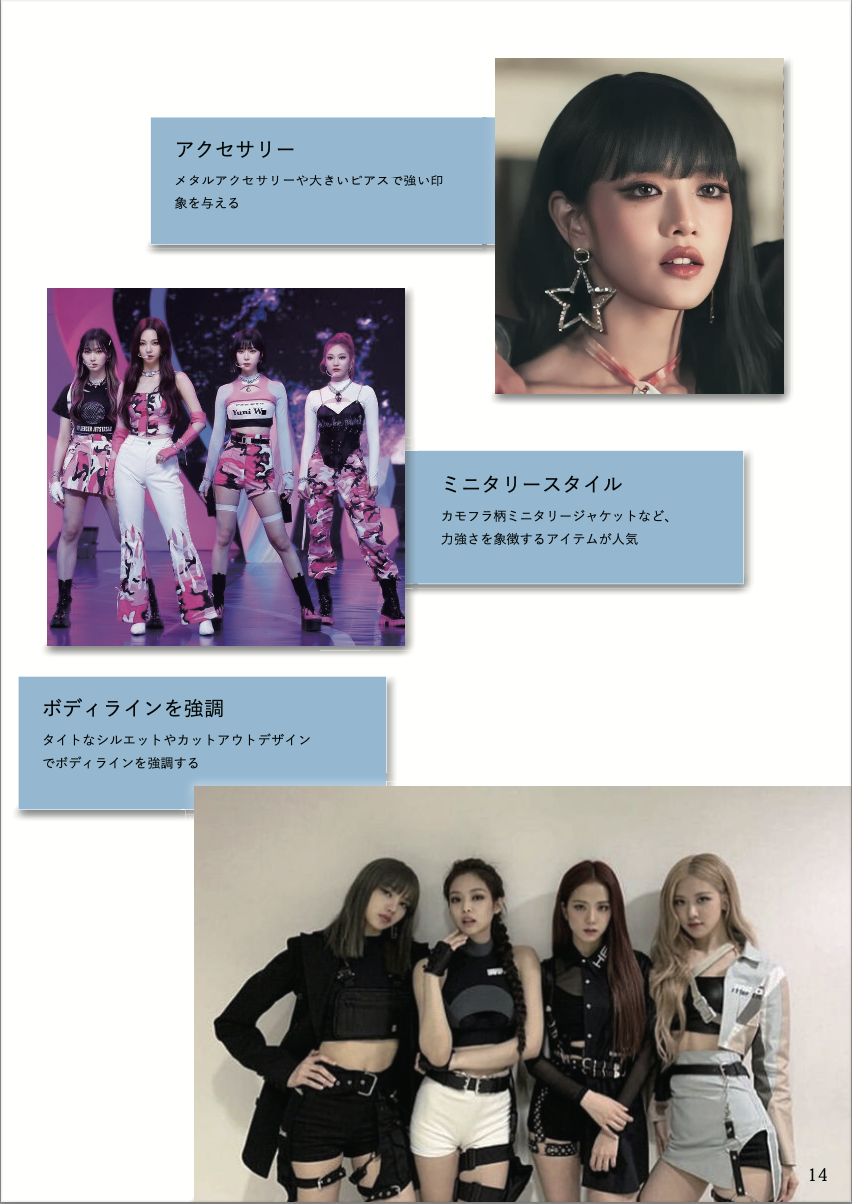 アクセサリー
メタルアクセサリーや大きいピアスで強い印
象を与える
ミニタリースタイル
カモフラ柄ミニタリージャケットなど、
力強さを象徴するアイテムが人気
ボディラインを強調
タイトなシルエットやカットアウトデザイン
でボディラインを強調する
14